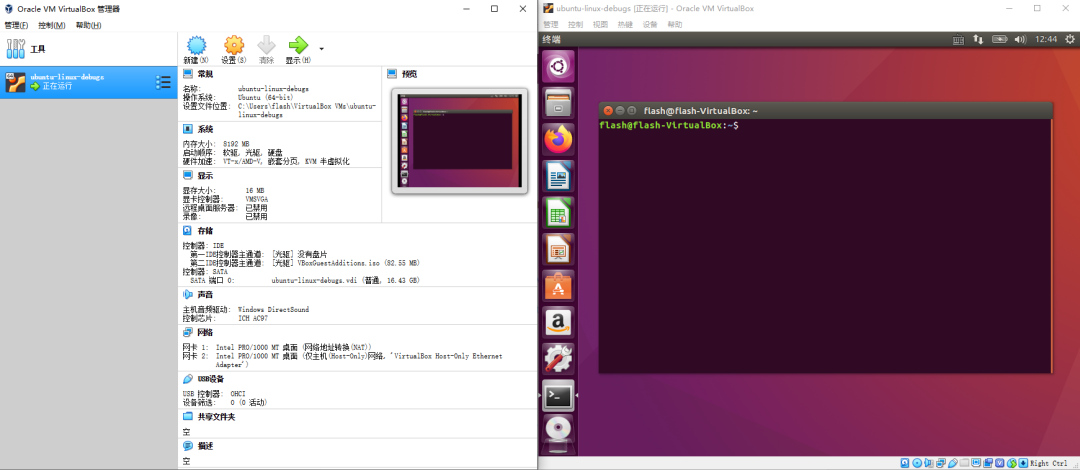 Oracle VM VirtualBox 管理器
管理(F) 控制(M) 帮助(H)
工具
新建(N) 设置(S) 清除 显示(H)
ubuntu-linux-debugs
正在运行
常规
名称: ubuntu-linux-debugs
操作系统: Ubuntu (64-bit)
设置文件位置: C:\Users\flash\VirtualBox VMs\ubuntu-
linux-debugs
预览
系统
内存大小: 8192 MB
启动顺序: 软驱, 光驱, 硬盘
硬件加速: VT-x/AMD-V, 嵌套分页, KVM 半虚拟化
显示
显存大小: 16 MB
显卡控制器: VMSVGA
远程桌面服务器: 已禁用
录像: 已禁用
存储
控制器: IDE
第一IDE控制器主通道: [光驱] 没有盘片
第二IDE控制器主通道: [光驱] VBoxGuestAdditions.iso (82.55 MB)
控制器: SATA
SATA 端口 0: ubuntu-linux-debugs.vdi (普通, 16.43 GB)
声音
主机音频驱动: Windows DirectSound
控制芯片: ICH AC97
网络
网卡 1: Intel PRO/1000 MT 桌面 (网络地址转换(NAT))
网卡 2: Intel PRO/1000 MT 桌面 (仅主机(Host-Only)网络, 'VirtualBox Host-Only Ethernet
Adapter')
USB设备
USB 控制器: OHCI
设备筛选: 0 (0 活动)
共享文件夹
空
描述
空
ubuntu-linux-debugs [正在运行] - Oracle VM VirtualBox
管理 控制 视图 热键 设备 帮助
终端
12:44
flash@flash-VirtualBox: ~
flash@flash-VirtualBox:~$
Right Ctrl